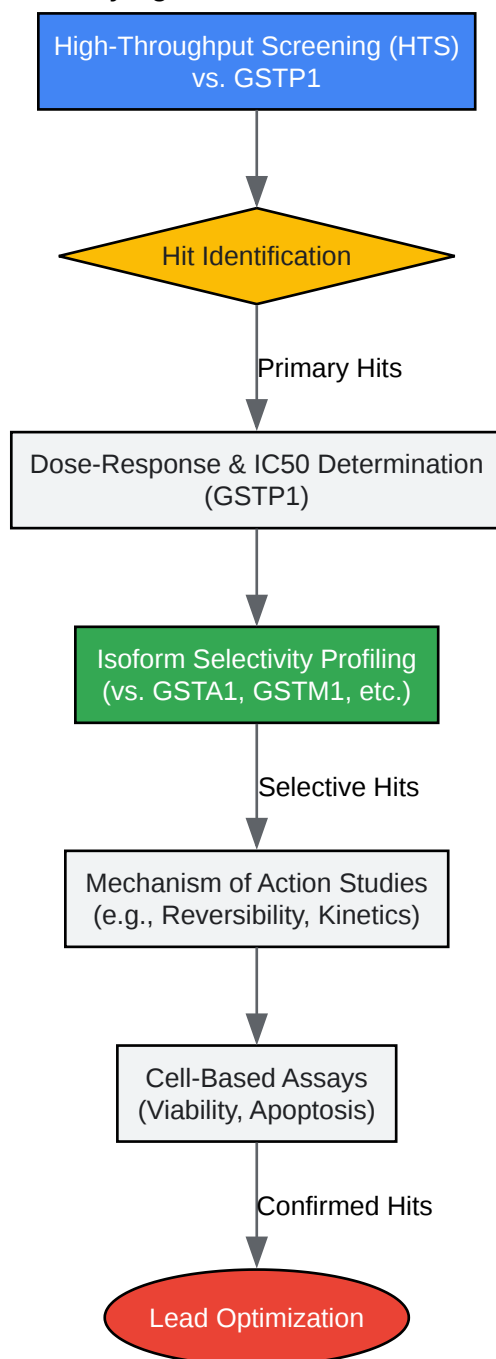 High-Throughput Screening (HTS)
vs. GSTP1
Hit Identification
Primary Hits
Dose-Response & IC50 Determination
(GSTP1)
Isoform Selectivity Profiling
(vs. GSTA1, GSTM1, etc.)
Selective Hits
Mechanism of Action Studies
(e.g., Reversibility, Kinetics)
Cell-Based Assays
(Viability, Apoptosis)
Confirmed Hits
Lead Optimization